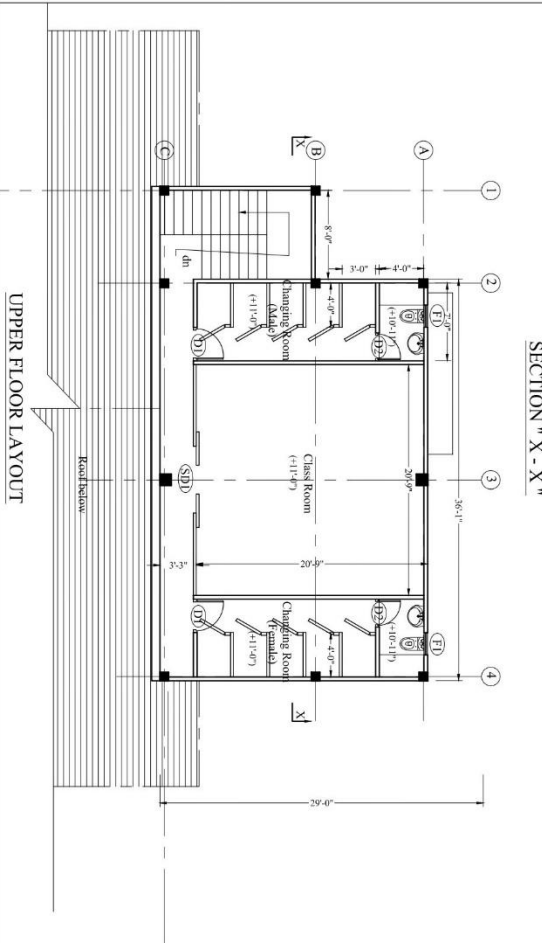 SECTION " X - X "
1
2
3
4
A
B
C
X
X
36'-1"
7'-0"
4'-0"
3'-0"
8'-0"
F1
F1
(+10'-11")
(+10'-11")
D2
D2
4'-0"
4'-0"
Changing Room
(Male)
(+11'-0")
Class Room
(+11'-0")
20'-9"
20'-9"
Changing Room
(Female)
(+11'-0")
D1
D1
SD1
3'-3"
dn
29'-0"
Roof below
UPPER FLOOR LAYOUT